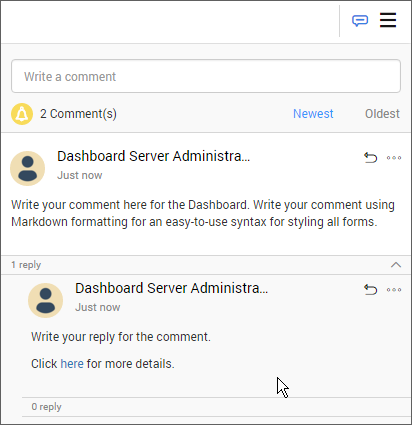 Write a comment
2 Comment(s) Newest Oldest
Dashboard Server Administra...
Just now
Write your comment here for the Dashboard. Write your comment using
Markdown formatting for an easy-to-use syntax for styling all forms.
1 reply
Dashboard Server Administra...
Just now
Write your reply for the comment.
Click here for more details.
0 reply